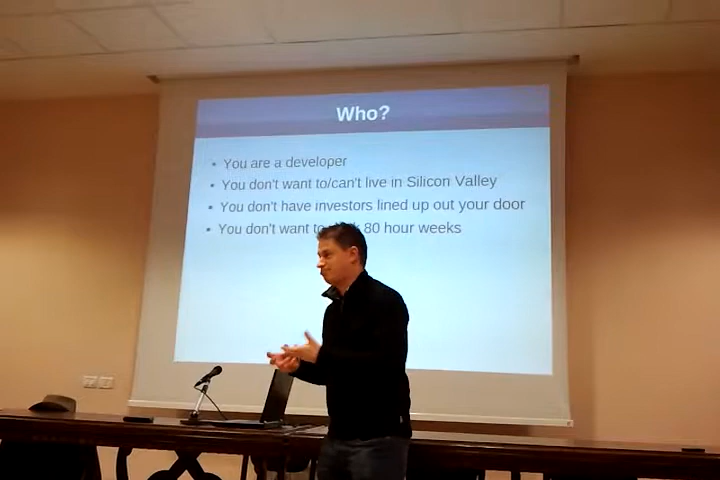 Who?
• You are a developer
• You don't want to/can't live in Silicon Valley
• You don't have investors lined up out your door
• You don't want to 80 hour weeks